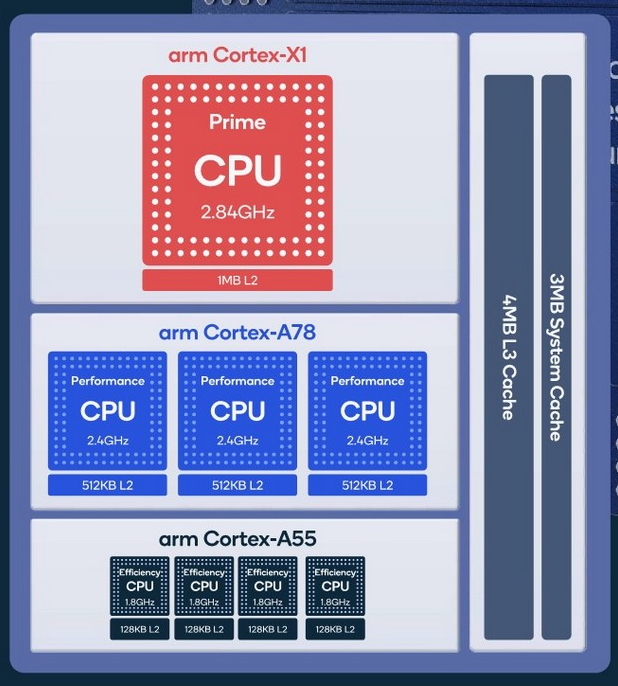 arm Cortex-X1
Prime
CPU
2.84GHz
1MB L2
arm Cortex-A78
Performance
CPU
2.4GHz
512KB L2
Performance
CPU
2.4GHz
512KB L2
Performance
CPU
2.4GHz
512KB L2
arm Cortex-A55
Efficiency
CPU
1.8GHz
128KB L2
Efficiency
CPU
1.8GHz
128KB L2
Efficiency
CPU
1.8GHz
128KB L2
Efficiency
CPU
1.8GHz
128KB L2
4MB L3 Cache
3MB System Cache